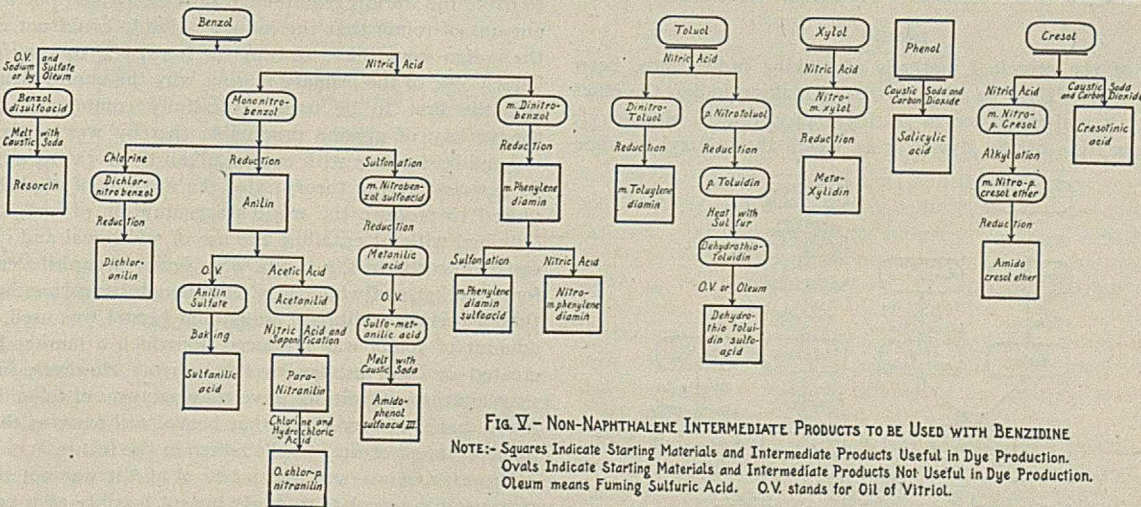 Benzol
O.V. and
Sodium Sulfate
or by Oleum
Benzol
disulfoacid
Melt with
Caustic Soda
Resorcin
Nitric Acid
Mononitro-
benzol
Chlorine
Dichlor-
nitrobenzol
Reduction
Dichlor-
anilin
Reduction
Anilin
O.V.
Anilin
Sulfate
Baking
Sulfanilic
acid
Acetic Acid
Acetanilid
Nitric Acid and
Saponification
Para-
Nitranilin
Chlorine and
Hydrochloric
Acid
O.chlor-p.
nitranilin
Sulfonation
m. Nitroben-
zol sulfoacid
Reduction
Metanilic
acid
O.V.
Sulfo-met-
anilic acid
Melt with
Caustic Soda
Amido-
phenol
sulfoacid III.
m. Dinitro-
benzol
Reduction
m. Phenylene
diamin
Sulfonation
m. Phenylene
diamin
sulfoacid
Nitric Acid
Nitro-
m. phenylene
diamin
Toluol
Nitric Acid
Dinitro-
Toluol
Reduction
m. Toluylene
diamin
p. Nitrotoluol
Reduction
p. Toluidin
Heat with
Sulfur
Dehydrothio-
Toluidin
O.V. or Oleum
Dehydro-
thio tolui-
din sulfo-
acid
Xylol
Nitric Acid
Nitro-
m. xylol
Reduction
Meta-
Xylidin
Phenol
Caustic Soda and
Carbon Dioxide
Salicylic
acid
Cresol
Nitric Acid
m. Nitro-
p. Cresol
Alkylation
m. Nitro-p.
cresol ether
Reduction
Amido
cresol ether
Caustic Soda
and Carbon Dioxide
Cresotinic
acid
FIG. V.- NON-NAPHTHALENE INTERMEDIATE PRODUCTS TO BE USED WITH BENZIDINE
NOTE:- Squares Indicate Starting Materials and Intermediate Products Useful in Dye Production.
Ovals Indicate Starting Materials and Intermediate Products Not Useful in Dye Production.
Oleum means Fuming Sulfuric Acid. O.V. stands for Oil of Vitriol.